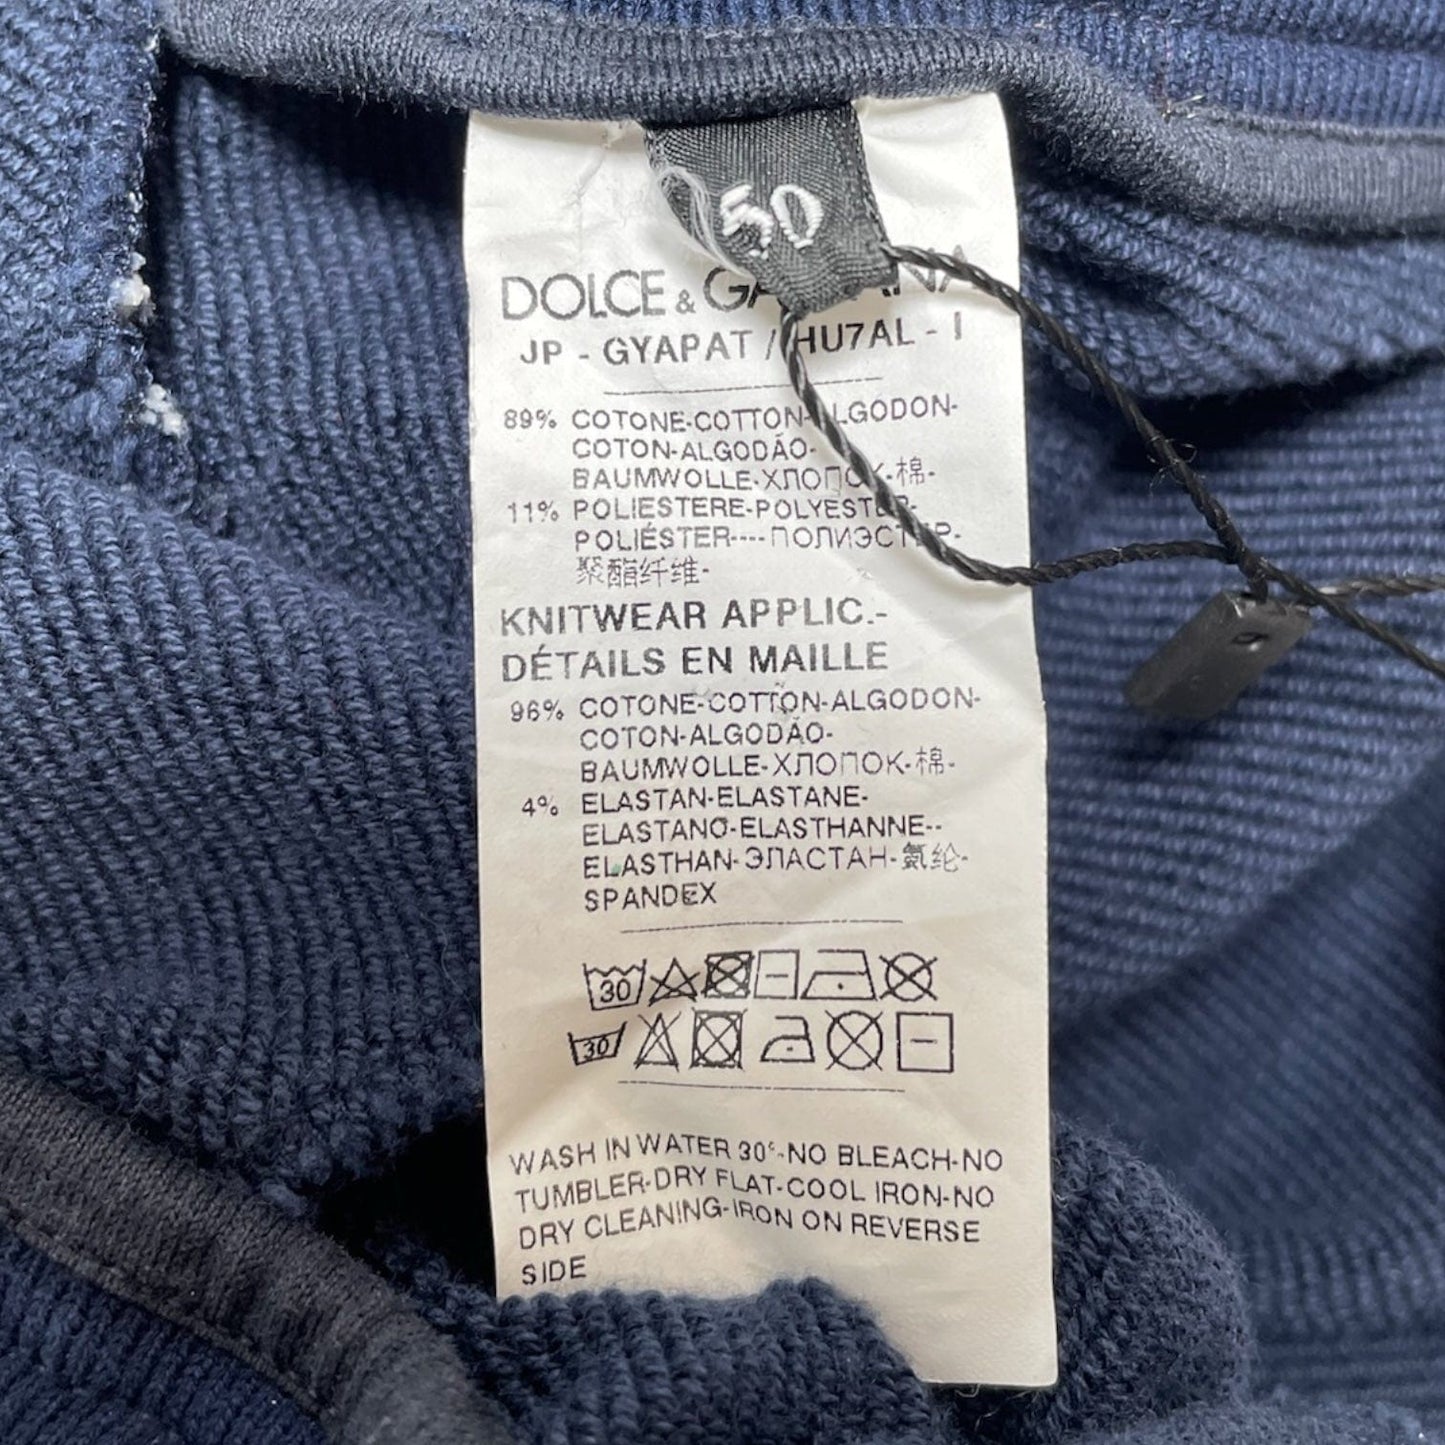 50
DOLCE & GABBANA
JP - GYAPAT / HU7AL - I
89% COTONE-COTTON-ALGODON-
COTON-ALGODÃO-
BAUMWOLLE-ХЛОПОК-棉-
11% POLIESTERE-POLYESTER-
POLIÉSTER----ПОЛИЭСТЕР-
聚酯纤维-
KNITWEAR APPLIC.-
DÉTAILS EN MAILLE
96% COTONE-COTTON-ALGODON-
COTON-ALGODÃO-
BAUMWOLLE-ХЛОПОК-棉-
4% ELASTAN-ELASTANE-
ELASTANO-ELASTHANNE--
ELASTHAN-ЭЛАСТАН-氨纶-
SPANDEX
30
30
WASH IN WATER 30°-NO BLEACH-NO
TUMBLER-DRY FLAT-COOL IRON-NO
DRY CLEANING-IRON ON REVERSE
SIDE